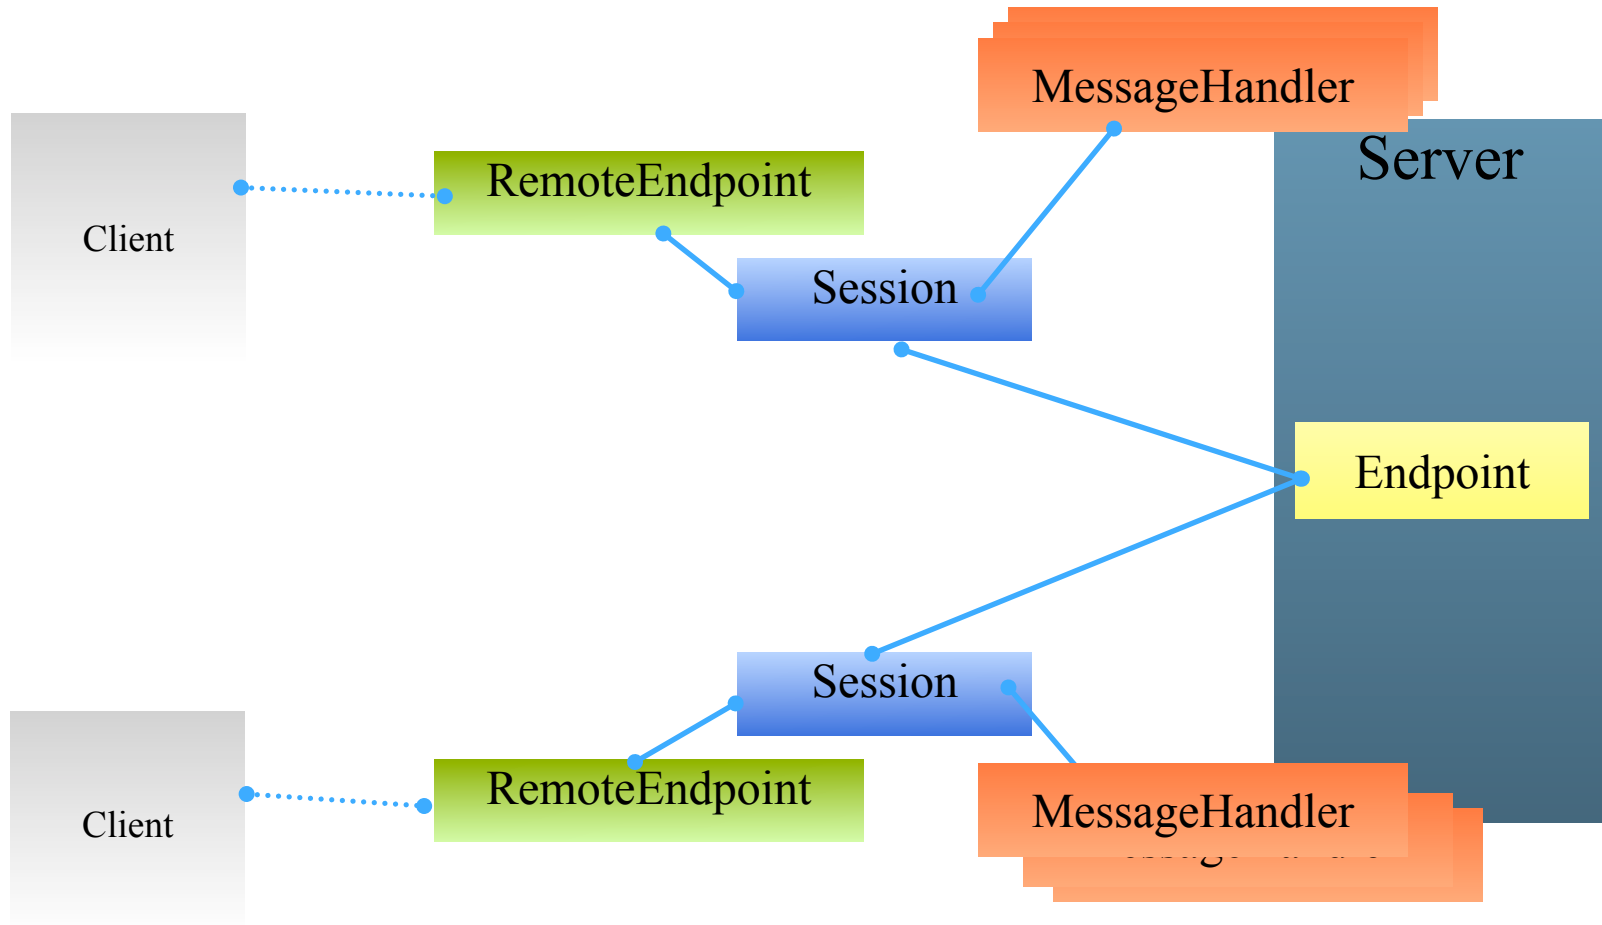 MessageHandler
Server
RemoteEndpoint
Client
Session
Endpoint
Session
RemoteEndpoint
MessageHandler
Client